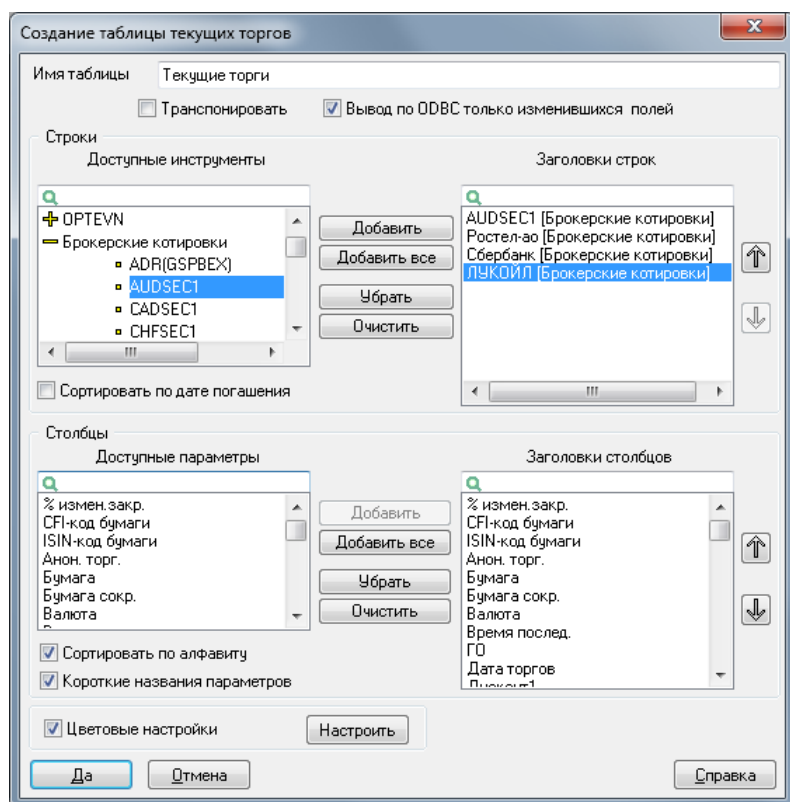 Создание таблицы текущих торгов
Имя таблицы Текущие торги
Транспонировать Вывод по ODBC только изменившихся полей
Строки
Доступные инструменты
OPTEVN
Брокерские котировки
ADR(GSPBEX)
AUDSEC1
CADSEC1
CHFSEC1
Сортировать по дате погашения
Добавить
Добавить все
Убрать
Очистить
Заголовки строк
AUDSEC1 [Брокерские котировки]
Ростел-ао [Брокерские котировки]
Сбербанк [Брокерские котировки]
ЛУКОЙЛ [Брокерские котировки]
Столбцы
Доступные параметры
% измен.закр.
CFI-код бумаги
ISIN-код бумаги
Анон. торг.
Бумага
Бумага сокр.
Валюта
Сортировать по алфавиту
Короткие названия параметров
Добавить
Добавить все
Убрать
Очистить
Заголовки столбцов
% измен.закр.
CFI-код бумаги
ISIN-код бумаги
Анон. торг.
Бумага
Бумага сокр.
Валюта
Время послед.
ГО
Дата торгов
Цветовые настройки Настроить
Да Отмена Справка